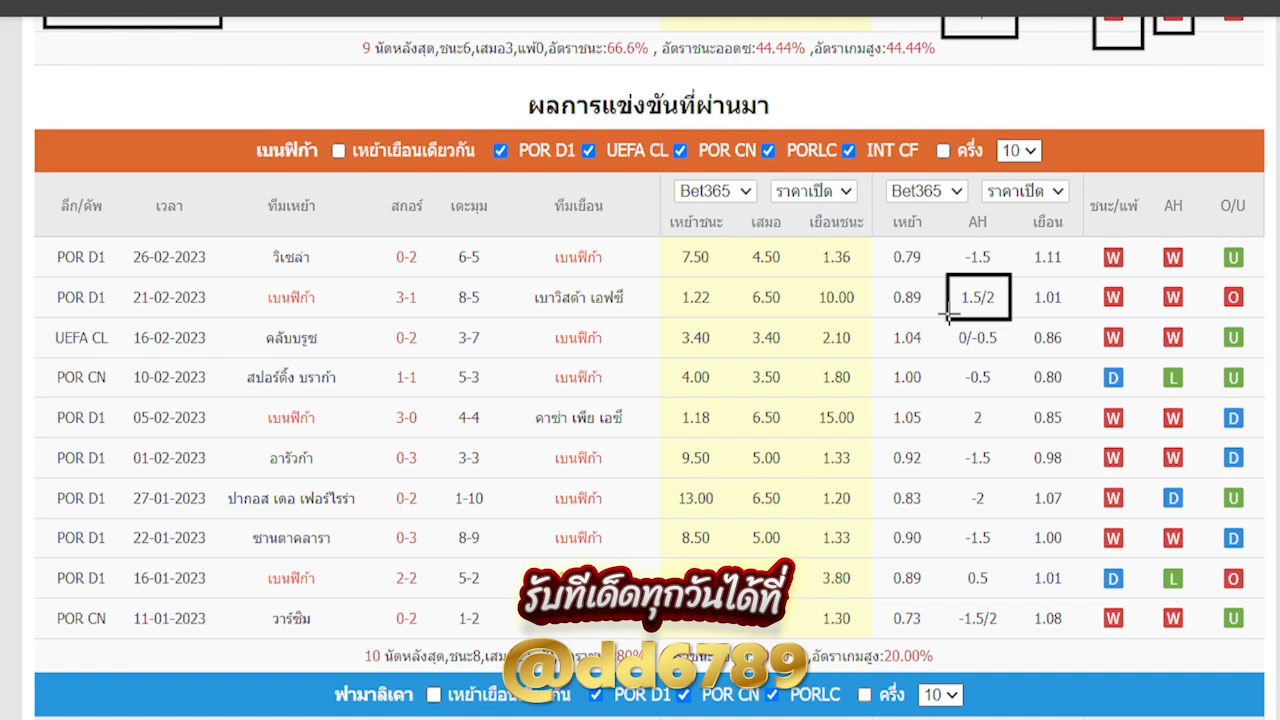 9 นัดหลังสุด,ชนะ6,เสมอ3,แพ้0,อัตราชนะ:66.6% , อัตราชนะออดซ:44.44% ,อัตราเกมสูง:44.44%
ผลการแข่งขันที่ผ่านมา
เบนฟิก้า เหย้าเยือนเดียวกัน POR D1 UEFA CL POR CN PORLC INT CF ครึ่ง 10
Bet365 ราคาเปิด Bet365 ราคาเปิด
ลีก/คัพ เวลา ทีมเหย้า สกอร์ เตะมุม ทีมเยือน เหย้าชนะ เสมอ เยือนชนะ เหย้า AH เยือน ชนะ/แพ้ AH O/U
POR D1 26-02-2023 วิเซล่า 0-2 6-5 เบนฟิก้า 7.50 4.50 1.36 0.79 -1.5 1.11 W W U
POR D1 21-02-2023 เบนฟิก้า 3-1 8-5 เบาวิสต้า เอฟซี 1.22 6.50 10.00 0.89 1.5/2 1.01 W W O
UEFA CL 16-02-2023 คลับบรูซ 0-2 3-7 เบนฟิก้า 3.40 3.40 2.10 1.04 0/-0.5 0.86 W W U
POR CN 10-02-2023 สปอร์ติ้ง บราก้า 1-1 5-3 เบนฟิก้า 4.00 3.50 1.80 1.00 -0.5 0.80 D L U
POR D1 05-02-2023 เบนฟิก้า 3-0 4-4 คาซ่า เพีย เอซี 1.18 6.50 15.00 1.05 2 0.85 W W D
POR D1 01-02-2023 อารัวก้า 0-3 3-3 เบนฟิก้า 9.50 5.00 1.33 0.92 -1.5 0.98 W W D
POR D1 27-01-2023 ปากอส เดอ เฟอร์ไรร่า 0-2 1-10 เบนฟิก้า 13.00 6.50 1.20 0.83 -2 1.07 W D U
POR D1 22-01-2023 ซานตาคลารา 0-3 8-9 เบนฟิก้า 8.50 5.00 1.33 0.90 -1.5 1.00 W W D
POR D1 16-01-2023 เบนฟิก้า 2-2 5-2 3.80 0.89 0.5 1.01 D L O
POR CN 11-01-2023 วาร์ซิม 0-2 1-2 1.30 0.73 -1.5/2 1.08 W W U
รับทีเด็ดทุกวันได้ที่
@dd6789
10 นัดหลังสุด,ชนะ8, ,อัตราเกมสูง:20.00%
ฟามาลิเคา POR D1 POR CN PORLC ครึ่ง 10